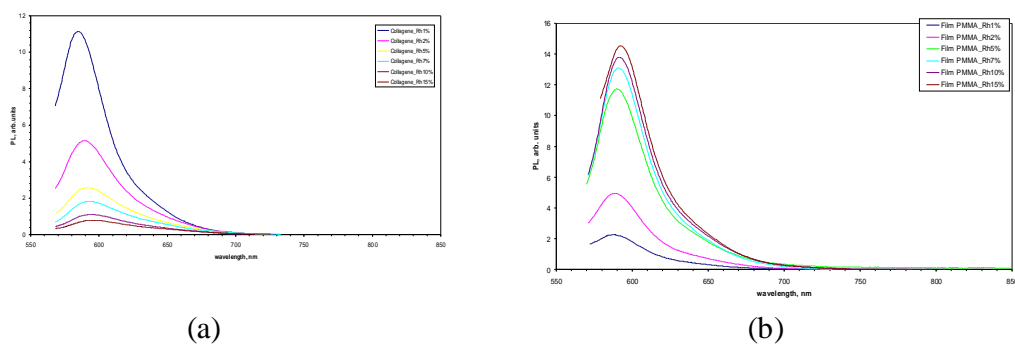 12
10
8
6
4
2
0
550
600
650
700
750
800
850
PL, arb.units
wavelength, nm
Collagene_Rh1%
Collagene_Rh2%
Collagene_Rh5%
Collagene_Rh7%
Collagene_Rh10%
Collagene_Rh15%
(a)
16
14
12
10
8
6
4
2
0
550
600
650
700
750
800
850
PL, arb. units
wavelength, nm
Film PMMA_Rh1%
Film PMMA_Rh2%
Film PMMA_Rh5%
Film PMMA_Rh7%
Film PMMA_Rh10%
Film PMMA_Rh15%
(b)